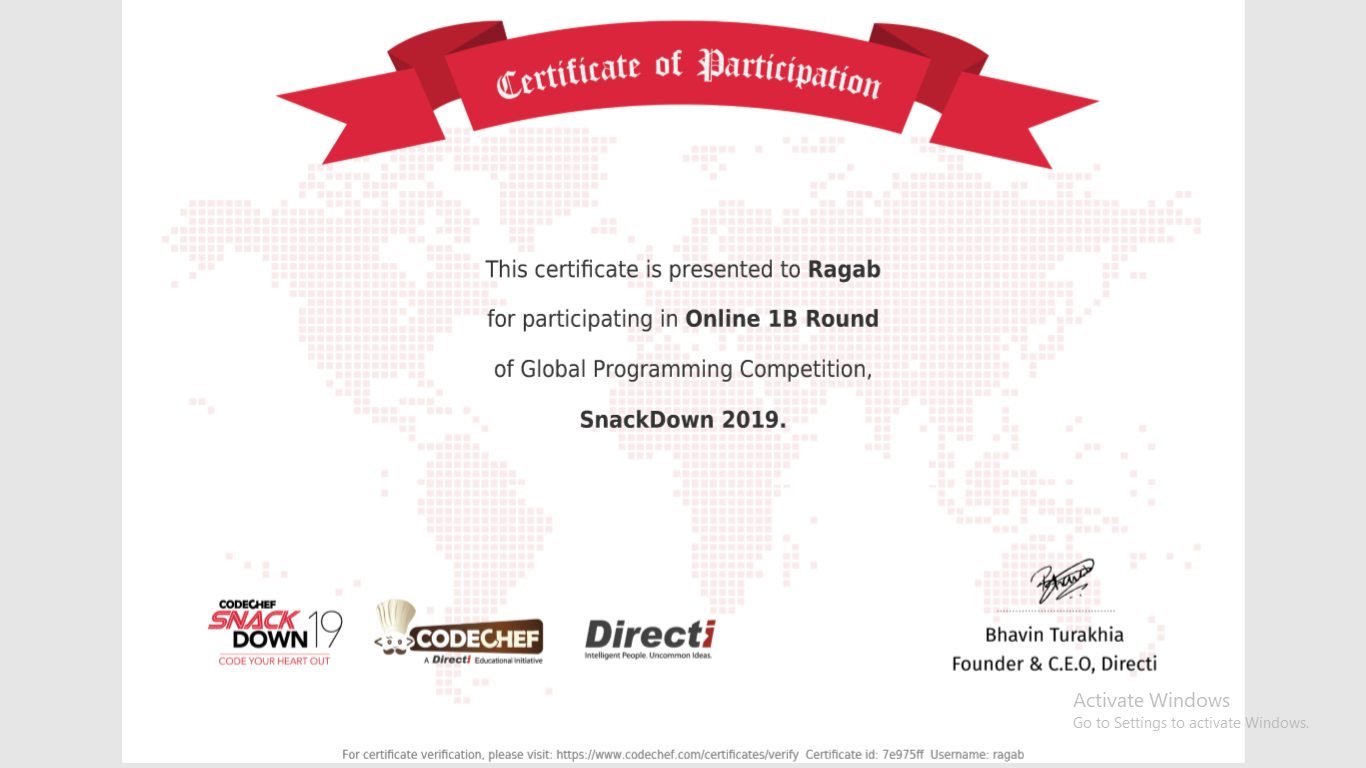 Certificate of Participation
This certificate is presented to Ragab
for participating in Online 1B Round
of Global Programming Competition,
SnackDown 2019.
CODECHEF
SNACK
DOWN 19
CODE YOUR HEART OUT
CODECHEF
A Directi Educational Initiative
Directi
Intelligent People. Uncommon Ideas.
Bhavin Turakhia
Founder & C.E.O, Directi
Activate Windows
Go to Settings to activate Windows.
For certificate verification, please visit: https://www.codechef.com/certificates/verify Certificate id: 7e975ff Username: ragab